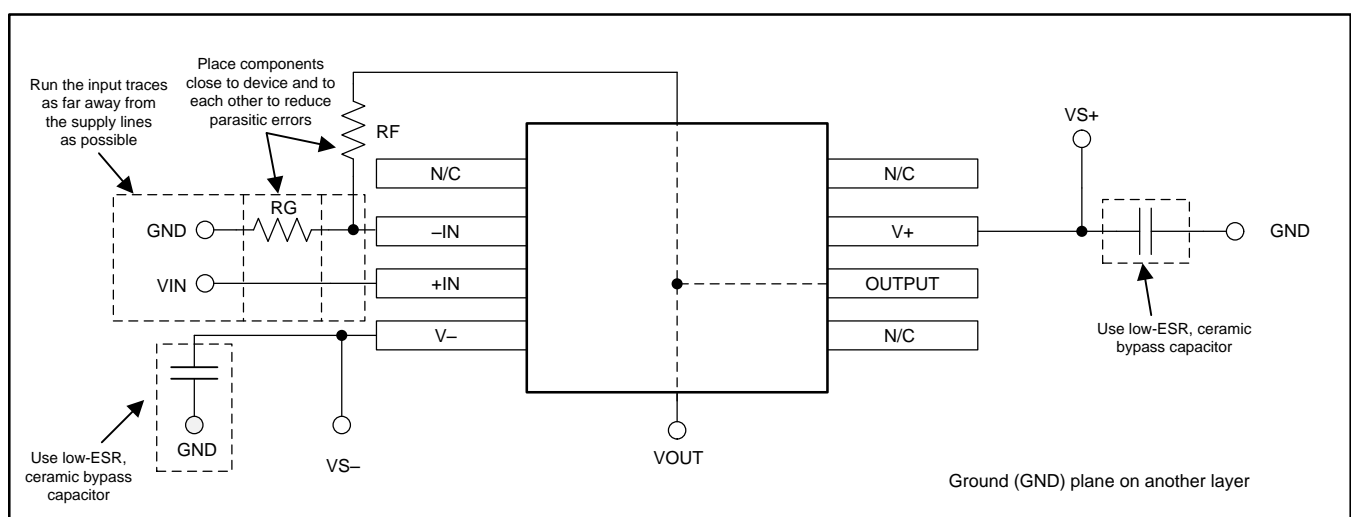 Place components
close to device and to
each other to reduce
parasitic errors
Run the input traces
as far away from
the supply lines
as possible
RF
VS+
N/C
N/C
RG
GND
–IN
V+
GND
VIN
+IN
OUTPUT
V–
N/C
Use low-ESR, ceramic
bypass capacitor
GND
VS–
VOUT
Use low-ESR,
ceramic bypass
capacitor
Ground (GND) plane on another layer